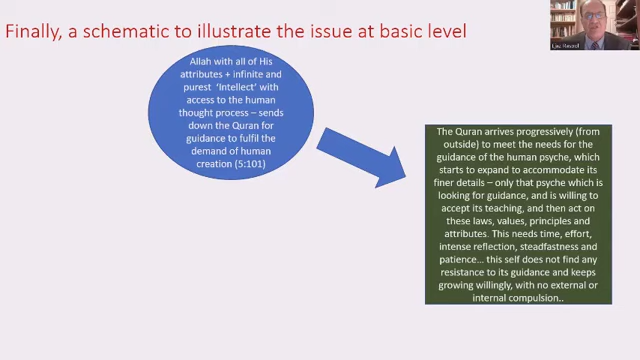 Finally, a schematic to illustrate the issue at basic level
Allah with all of His
attributes + infinite and
purest 'Intellect' with
access to the human
thought process – sends
down the Quran for
guidance to fulfil the
demand of human
creation (5:101)
The Quran arrives progressively (from
outside) to meet the needs for the
guidance of the human psyche, which
starts to expand to accommodate its
finer details – only that psyche which is
looking for guidance, and is willing to
accept its teaching, and then act on
these laws, values, principles and
attributes. This needs time, effort,
intense reflection, steadfastness and
patience... this self does not find any
resistance to its guidance and keeps
growing willingly, with no external or
internal compulsion..